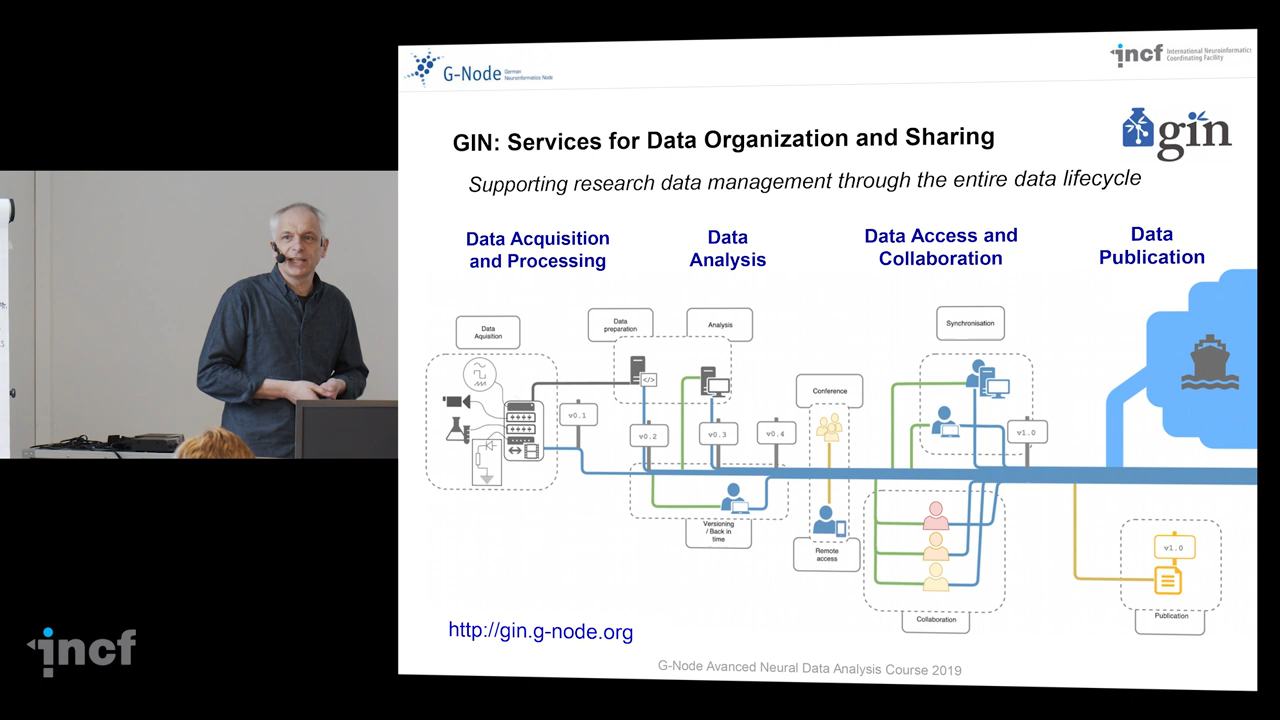 G-Node German
Neuroinformatics Node
incf International Neuroinformatics
Coordinating Facility
GIN: Services for Data Organization and Sharing
gin
Supporting research data management through the entire data lifecycle
Data Acquisition
and Processing
Data
Analysis
Data Access and
Collaboration
Data
Publication
Data
Aquisition
Data
preparation
Analysis
Synchronisation
Conference
</>
v0.1
v0.2
v0.3
v0.4
v1.0
Versioning
/ Back in
time
Remote
access
v1.0
Collaboration
Publication
http://gin.g-node.org
G-Node Avanced Neural Data Analysis Course 2019
incf